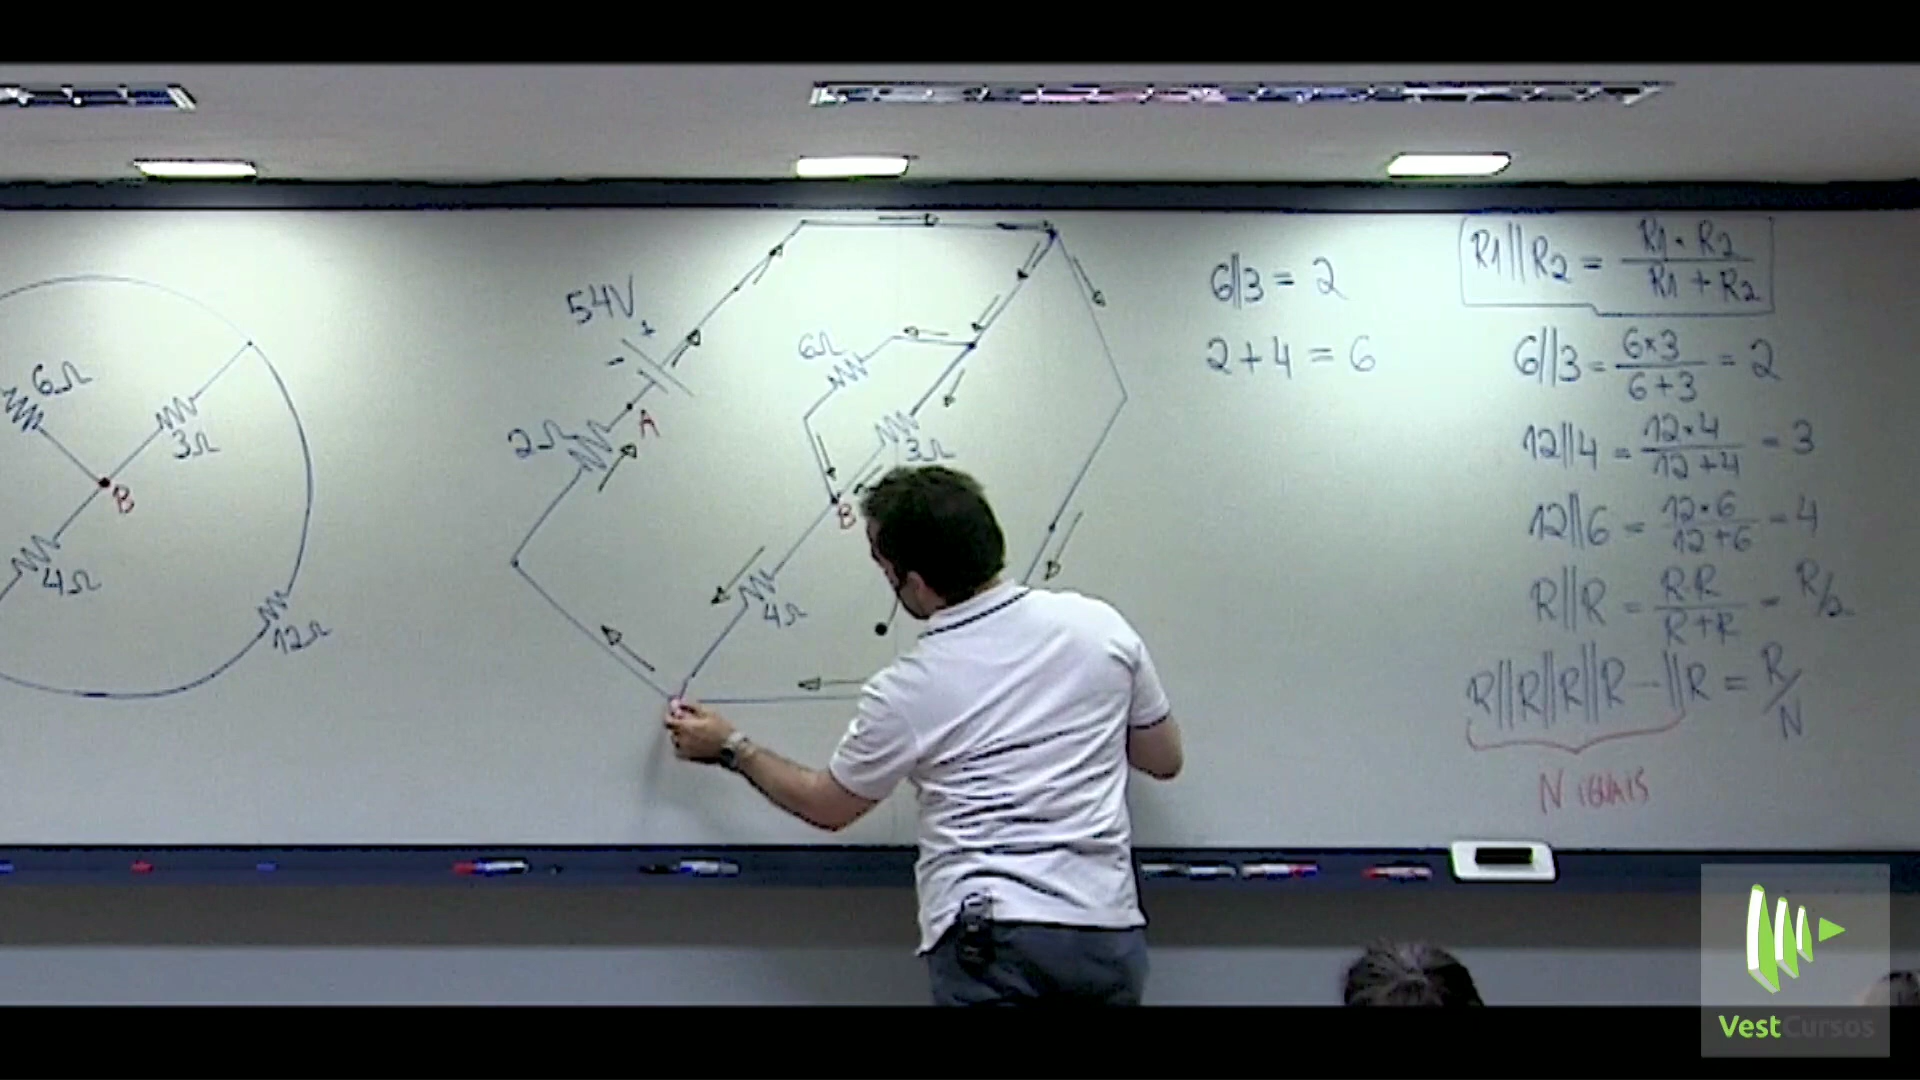 6Ω
3Ω
B
4Ω
12Ω
54V
+
-
6Ω
2Ω
A
3Ω
B
4Ω
6//3 = 2
2 + 4 = 6
R1//R2 = R1 • R2 / R1 + R2
6//3 = 6×3 / 6+3 = 2
12//4 = 12×4 / 12+4 = 3
12//6 = 12×6 / 12+6 = 4
R//R = R·R / R+R = R/2
R//R//R//R - //R = R/N
N IGUAIS
VestCursos